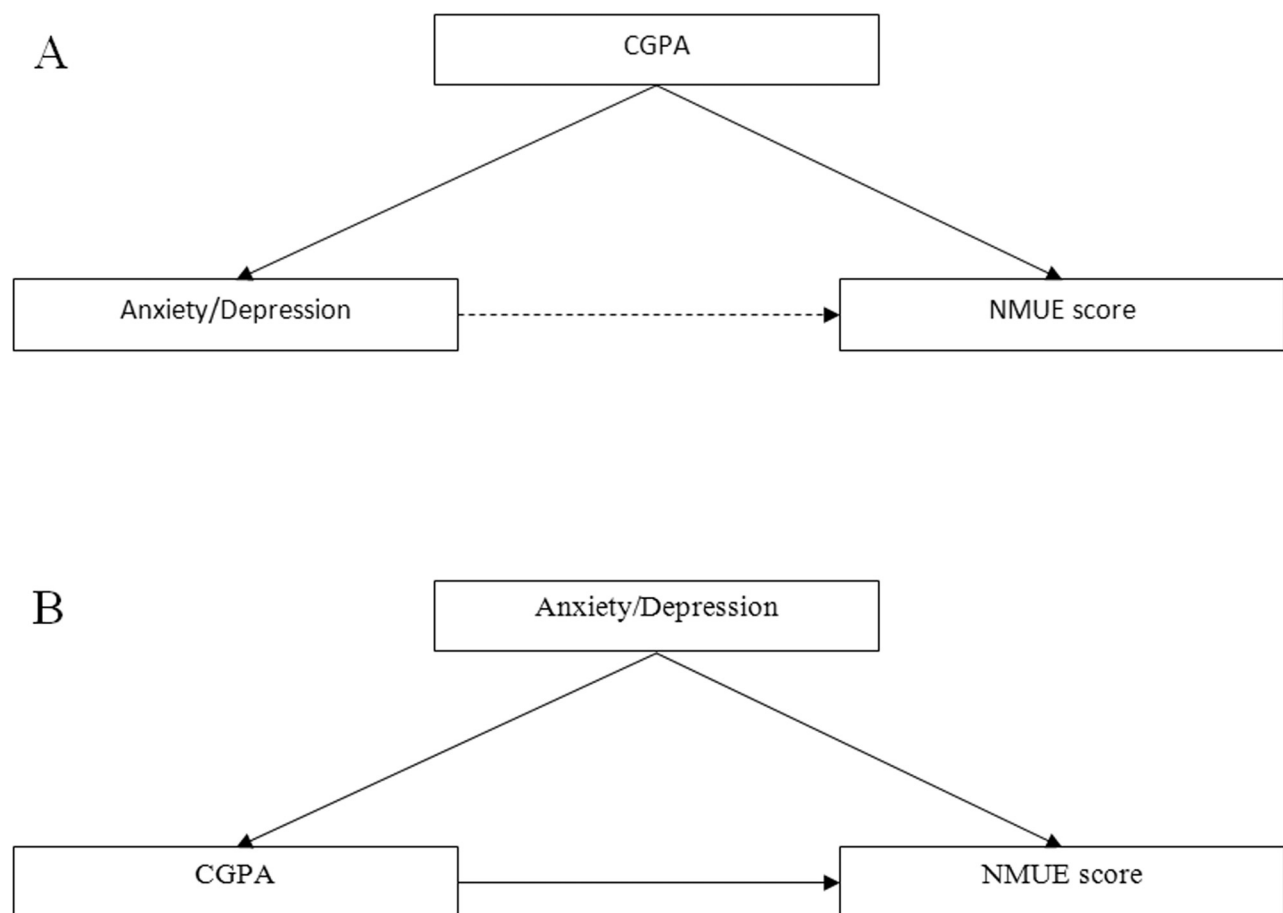 A
CGPA
Anxiety/Depression
NMUE score
B
Anxiety/Depression
CGPA
NMUE score